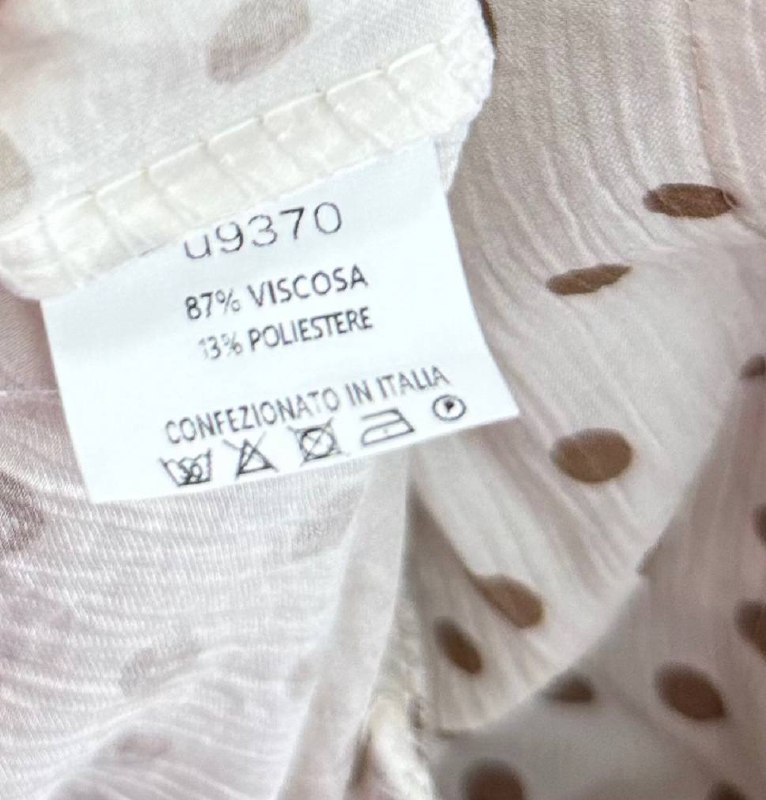 u9370
87% VISCOSA
13% POLIESTERE
CONFEZIONATO IN ITALIA
P